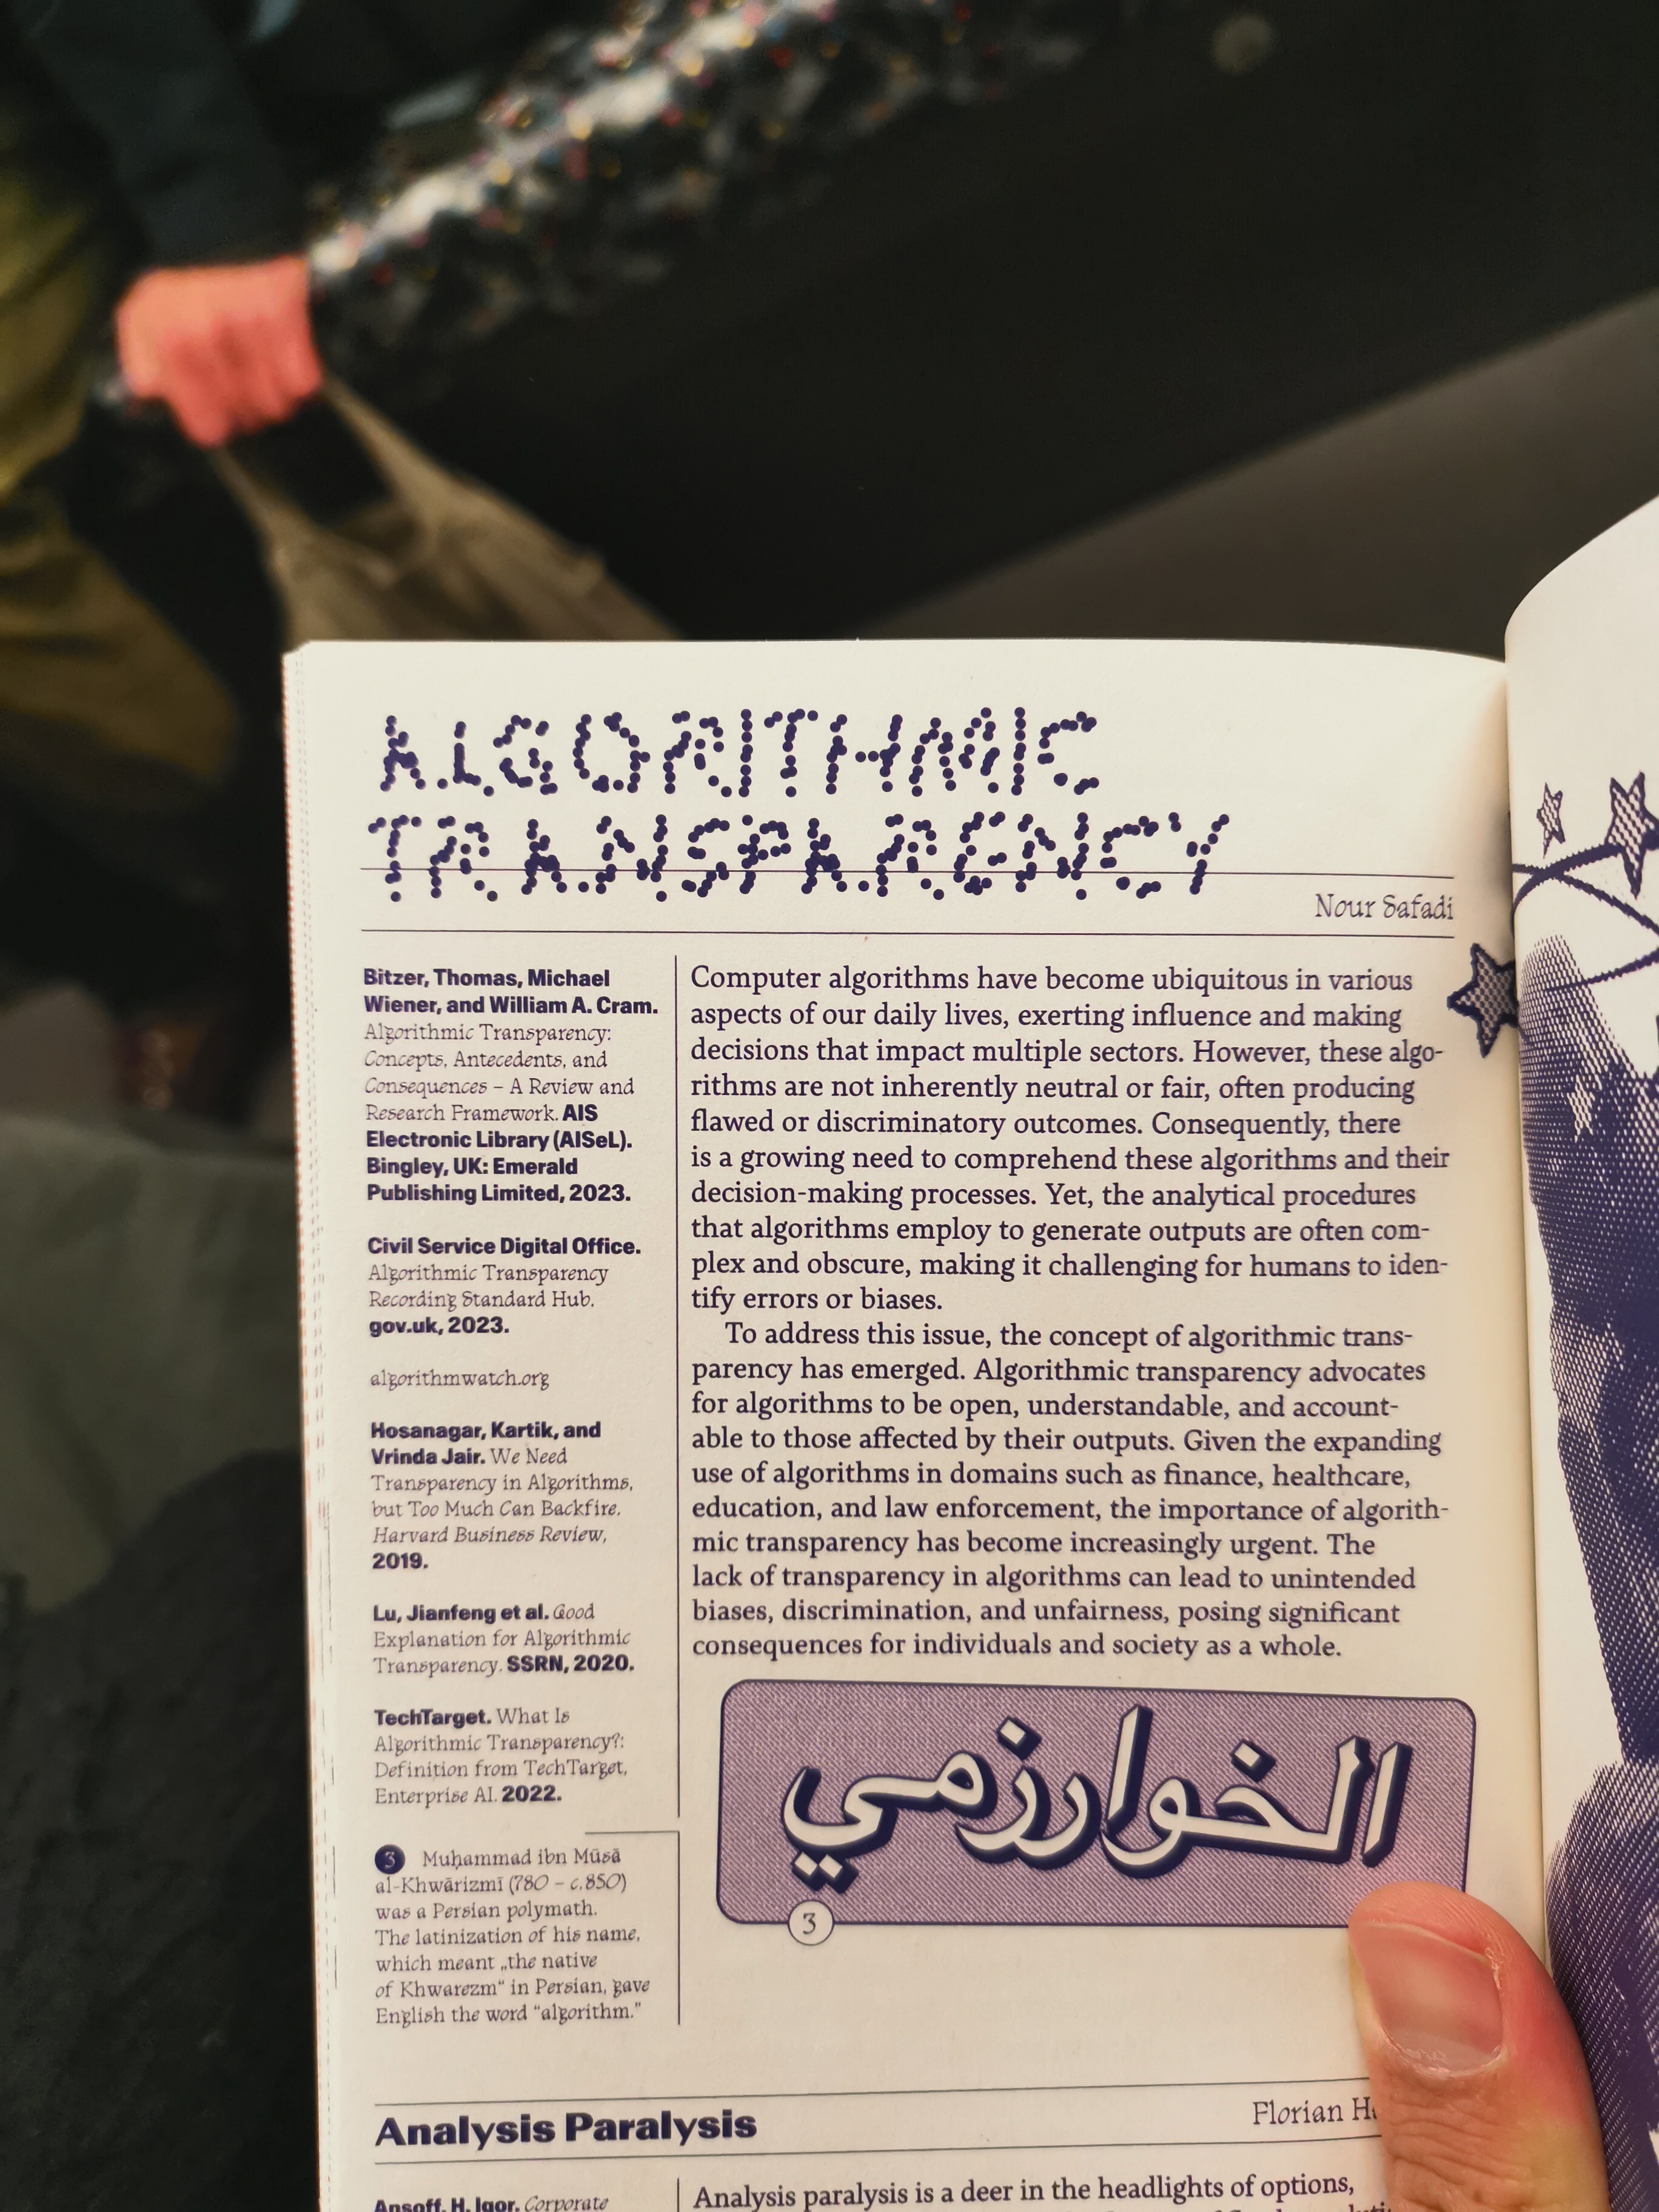 ALGORITHMIC
TRANSPARENCY
Nour Safadi
Bitzer, Thomas, Michael
Wiener, and William A. Cram.
Algorithmic Transparency:
Concepts, Antecedents, and
Consequences – A Review and
Research Framework. AIS
Electronic Library (AISeL).
Bingley, UK: Emerald
Publishing Limited, 2023.
Civil Service Digital Office.
Algorithmic Transparency
Recording Standard Hub.
gov.uk, 2023.
algorithmwatch.org
Hosanagar, Kartik, and
Vrinda Jair. We Need
Transparency in Algorithms,
but Too Much Can Backfire.
Harvard Business Review,
2019.
Lu, Jianfeng et al. Good
Explanation for Algorithmic
Transparency. SSRN, 2020.
TechTarget. What Is
Algorithmic Transparency?:
Definition from TechTarget,
Enterprise AI. 2022.
3 Muḥammad ibn Mūsā
al-Khwārizmī (780 – c.850)
was a Persian polymath.
The latinization of his name,
which meant „the native
of Khwarezm“ in Persian, gave
English the word “algorithm.”
Computer algorithms have become ubiquitous in various
aspects of our daily lives, exerting influence and making
decisions that impact multiple sectors. However, these algo-
rithms are not inherently neutral or fair, often producing
flawed or discriminatory outcomes. Consequently, there
is a growing need to comprehend these algorithms and their
decision-making processes. Yet, the analytical procedures
that algorithms employ to generate outputs are often com-
plex and obscure, making it challenging for humans to iden-
tify errors or biases.
To address this issue, the concept of algorithmic trans-
parency has emerged. Algorithmic transparency advocates
for algorithms to be open, understandable, and account-
able to those affected by their outputs. Given the expanding
use of algorithms in domains such as finance, healthcare,
education, and law enforcement, the importance of algorith-
mic transparency has become increasingly urgent. The
lack of transparency in algorithms can lead to unintended
biases, discrimination, and unfairness, posing significant
consequences for individuals and society as a whole.
الخوارزمي
3
Analysis Paralysis
Florian
Ansoff, H. Igor. Corporate
Analysis paralysis is a deer in the headlights of options,